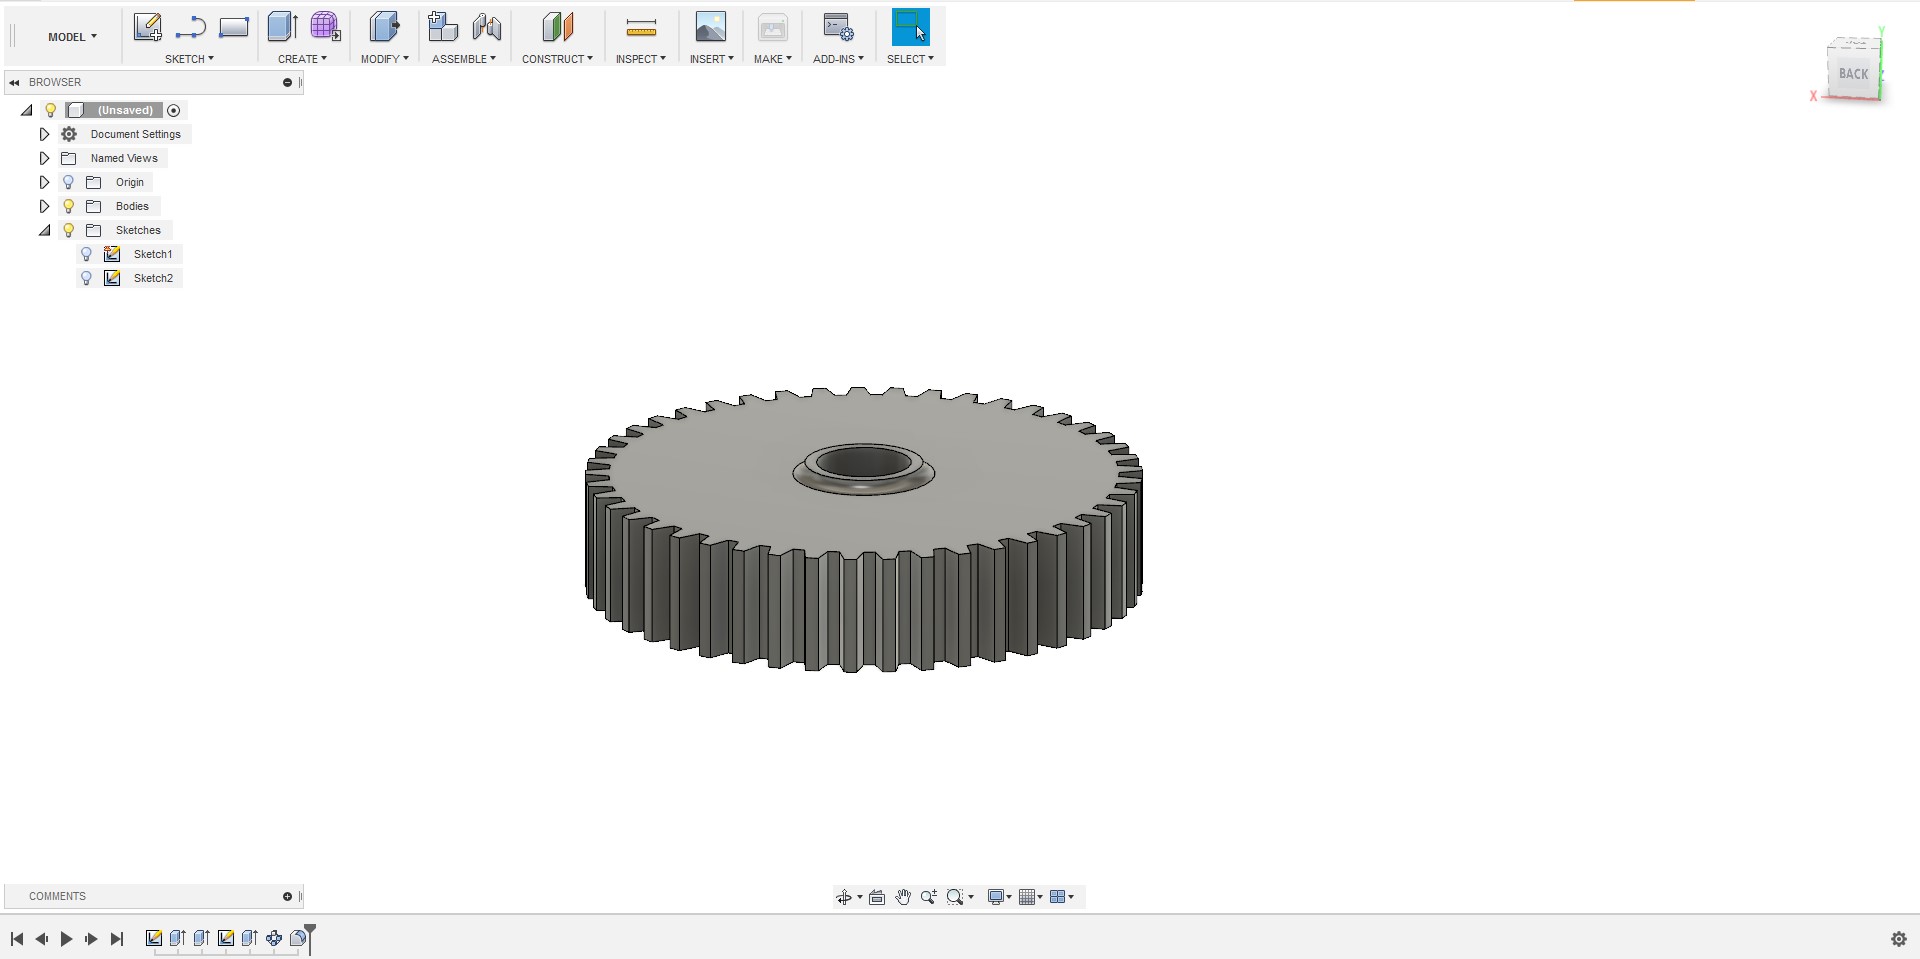 MODEL
SKETCH
CREATE
MODIFY
ASSEMBLE
CONSTRUCT
INSPECT
INSERT
MAKE
ADD-INS
SELECT
BROWSER
(Unsaved)
Document Settings
Named Views
Origin
Bodies
Sketches
Sketch1
Sketch2
Y
BACK
Z
X
COMMENTS